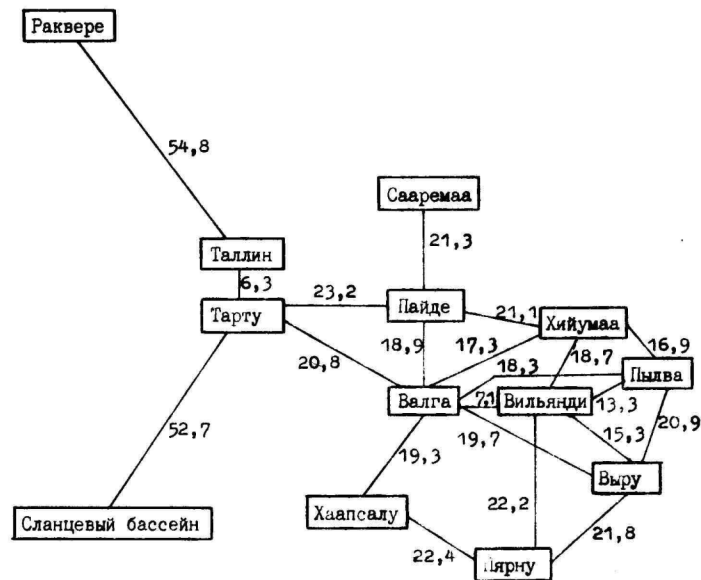 Раквере
54,8
Сааремаа
21,3
Таллин
6,3
23,2
Тарту
Пайде
21,1
Хийумаа
20,8
18,9
17,3
18,3
18,7
16,9
Пылва
Валга
7,1
Вильянди
13,3
20,9
52,7
19,3
19,7
15,3
Выру
Сланцевый бассейн
Хаапсалу
22,2
22,4
21,8
Пярну